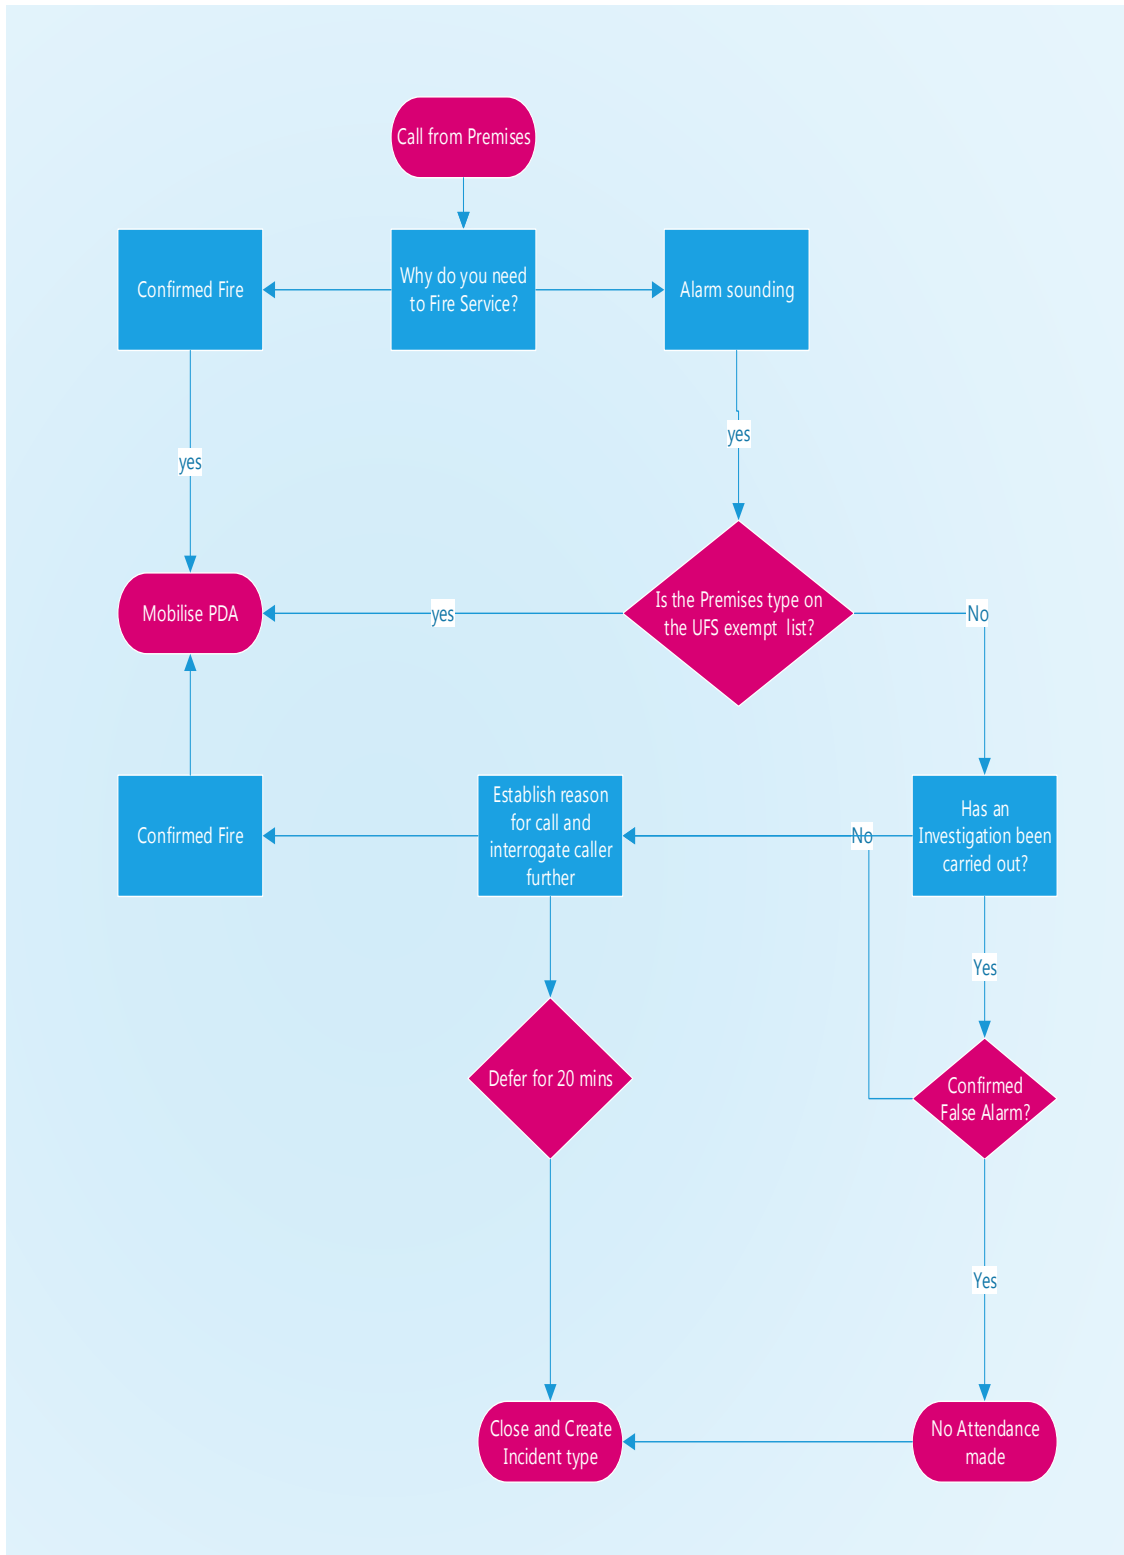 Call from Premises
Confirmed Fire
Why do you need
to Fire Service?
Alarm sounding
yes
yes
Mobilise PDA
yes
Is the Premises type on
the UFS exempt list?
No
Confirmed Fire
Establish reason
for call and
interrogate caller
further
No
Has an
Investigation been
carried out?
Yes
Defer for 20 mins
Confirmed
False Alarm?
Yes
Close and Create
Incident type
No Attendance
made